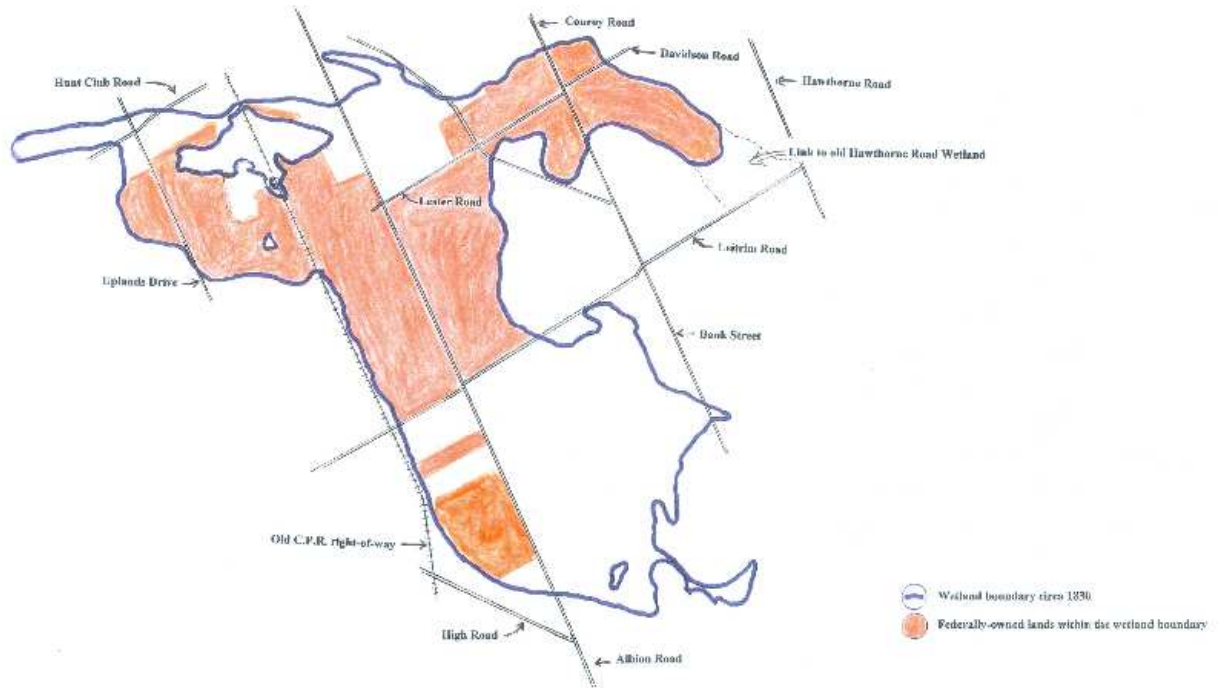 Conroy Road
Davidson Road
Hunt Club Road
Hawthorne Road
Link to old Hawthorne Road Wetland
Lester Road
Leitrim Road
Uplands Drive
Bank Street
Old C.P.R. right-of-way
Wetland boundary circa 1830
Federally-owned lands within the wetland boundary
High Road
Albion Road